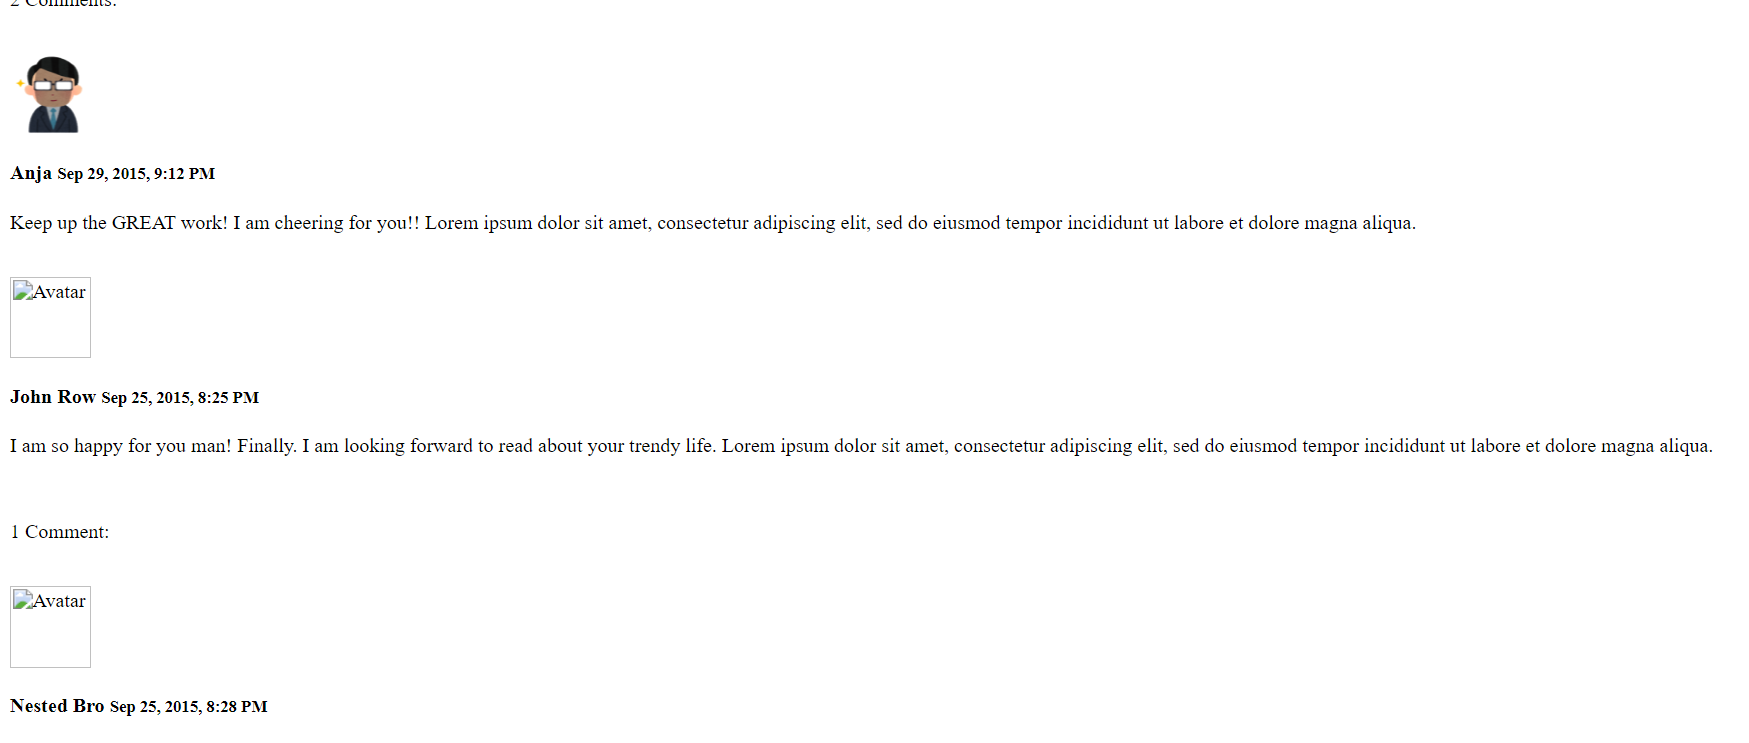 2 Comments:
Anja Sep 29, 2015, 9:12 PM
Keep up the GREAT work! I am cheering for you!! Lorem ipsum dolor sit amet, consectetur adipiscing elit, sed do eiusmod tempor incididunt ut labore et dolore magna aliqua.
Avatar
John Row Sep 25, 2015, 8:25 PM
I am so happy for you man! Finally. I am looking forward to read about your trendy life. Lorem ipsum dolor sit amet, consectetur adipiscing elit, sed do eiusmod tempor incididunt ut labore et dolore magna aliqua.
1 Comment:
Avatar
Nested Bro Sep 25, 2015, 8:28 PM